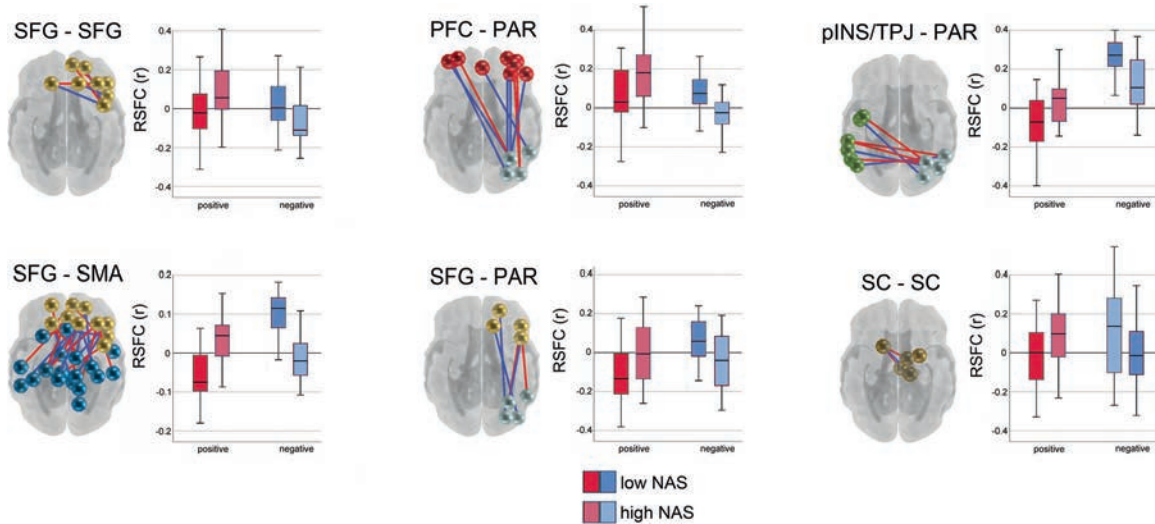 SFG - SFG
RSFC (r)
0.4
0.2
0
-0.2
-0.4
positive negative
PFC - PAR
RSFC (r)
0.4
0.2
0
-0.2
-0.4
positive negative
pINS/TPJ - PAR
RSFC (r)
0.4
0.2
0
-0.2
-0.4
positive negative
SFG - SMA
RSFC (r)
0.2
0.1
0
-0.1
-0.2
positive negative
SFG - PAR
RSFC (r)
0.4
0.2
0
-0.2
-0.4
positive negative
SC - SC
RSFC (r)
0.4
0.2
0
-0.2
-0.4
positive negative
low NAS
high NAS